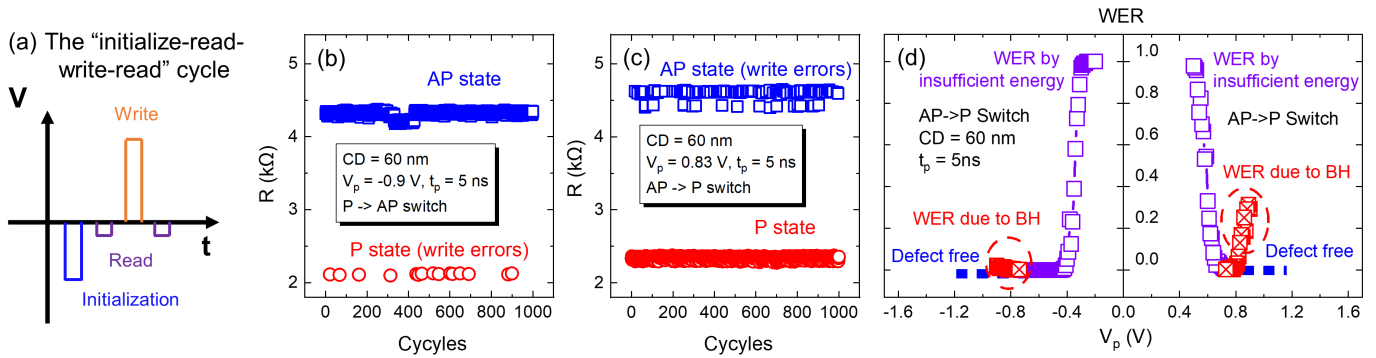 (a) The “initialize-read-
write-read” cycle
V
Write
t
Read
Initialization
(b)
AP state
CD = 60 nm
Vp = -0.9 V, tp = 5 ns
P -> AP switch
P state (write errors)
R (kΩ)
5
4
3
2
0 200 400 600 800 1000
Cycyles
(c)
AP state (write errors)
CD = 60 nm
Vp = 0.83 V, tp = 5 ns
AP -> P switch
P state
R (kΩ)
5
4
3
2
0 200 400 600 800 1000
Cycyles
WER
(d)
WER by
insufficient energy
AP->P Switch
CD = 60 nm
tp = 5ns
WER due to BH
Defect free
1.0
0.8
0.6
0.4
0.2
0.0
WER by
insufficient energy
AP->P Switch
WER due to BH
Defect free
-1.6 -1.2 -0.8 -0.4 0.0 0.4 0.8 1.2 1.6
Vp (V)